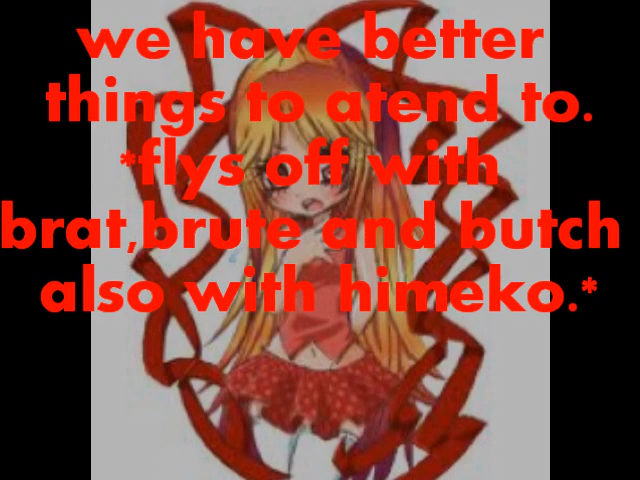 we have better
things to atend to.
*flys off with
brat,brute and butch
also with himeko.*